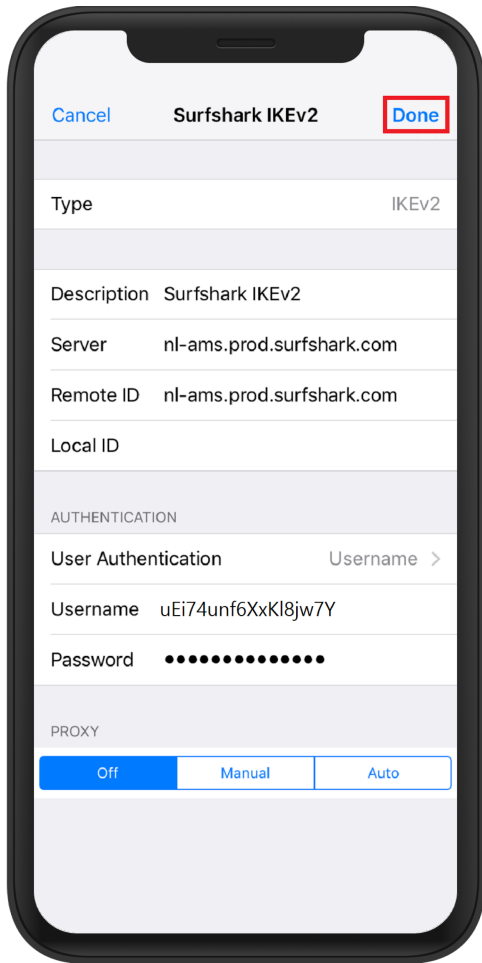 Cancel Surfshark IKEv2 Done
Type IKEv2
Description Surfshark IKEv2
Server nl-ams.prod.surfshark.com
Remote ID nl-ams.prod.surfshark.com
Local ID
AUTHENTICATION
User Authentication Username
Username uEi74unf6XxKl8jw7Y
Password ●●●●●●●●●●●●●●
PROXY
Off Manual Auto